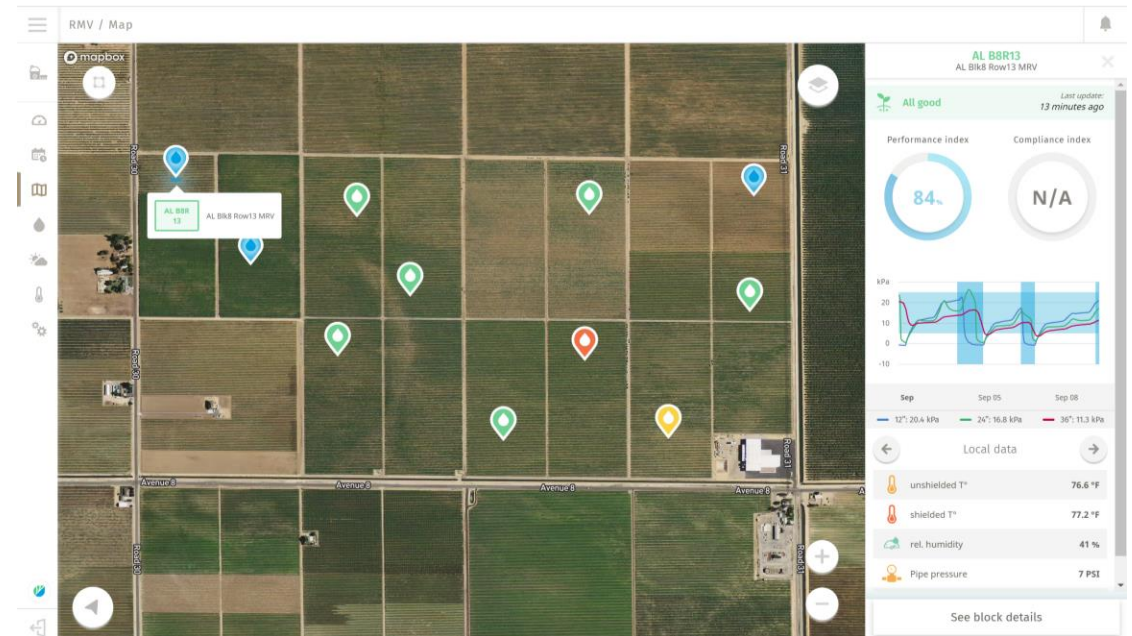 RMV / Map
mapbox
Road 30
Road 31
AL B8R
13
AL Blk8 Row13 MRV
Road 30
Road 31
Avenue 8
Avenue 8
Avenue 8
Avenue 8
Road 30
Road 31
AL B8R13
AL Blk8 Row13 MRV
All good
Last update:
13 minutes ago
Performance index
Compliance index
84%
N/A
kPa
20
10
0
-10
Sep
Sep 05
Sep 08
12": 20.4 kPa
24": 16.8 kPa
36": 11.3 kPa
Local data
unshielded T°
76.6 °F
shielded T°
77.2 °F
rel. humidity
41 %
Pipe pressure
7 PSI
See block details